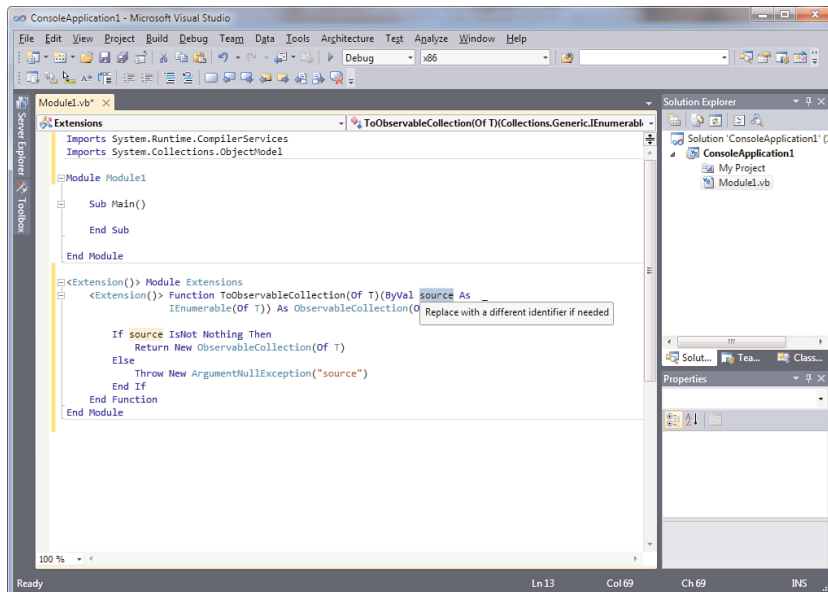 ConsoleApplication1 - Microsoft Visual Studio
File Edit View Project Build Debug Team Data Tools Architecture Test Analyze Window Help
Debug x86
Server Explorer
Toolbox
Module1.vb*
Extensions
ToObservableCollection(Of T)(Collections.Generic.IEnumerabl
Imports System.Runtime.CompilerServices
Imports System.Collections.ObjectModel
Module Module1
Sub Main()
End Sub
End Module
<Extension()> Module Extensions
<Extension()> Function ToObservableCollection(Of T)(ByVal source As _
IEnumerable(Of T)) As ObservableCollection(O
Replace with a different identifier if needed
If source IsNot Nothing Then
Return New ObservableCollection(Of T)
Else
Throw New ArgumentNullException("source")
End If
End Function
End Module
100 %
Solution Explorer
Solution 'ConsoleApplication1' (
ConsoleApplication1
My Project
Module1.vb
Solut... Tea... Class...
Properties
Ready Ln 13 Col 69 Ch 69 INS